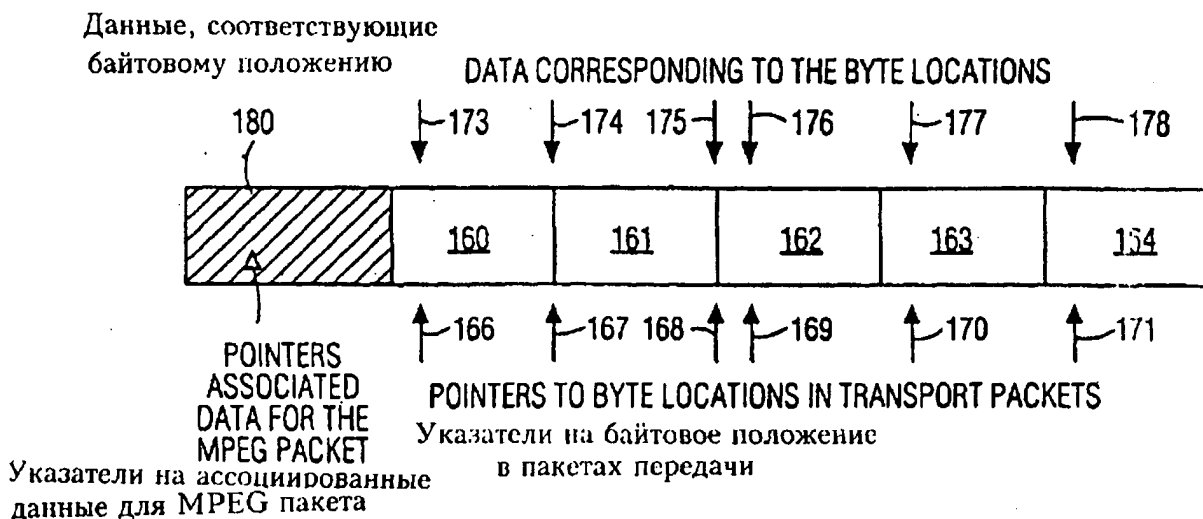 Данные, соответствующие
байтовому положению
DATA CORRESPONDING TO THE BYTE LOCATIONS
180
173
174
175
176
177
178
160
161
162
163
164
166
167
168
169
170
171
POINTERS
ASSOCIATED
DATA FOR THE
MPEG PACKET
POINTERS TO BYTE LOCATIONS IN TRANSPORT PACKETS
Указатели на байтовое положение
в пакетах передачи
Указатели на ассоциированные
данные для MPEG пакета